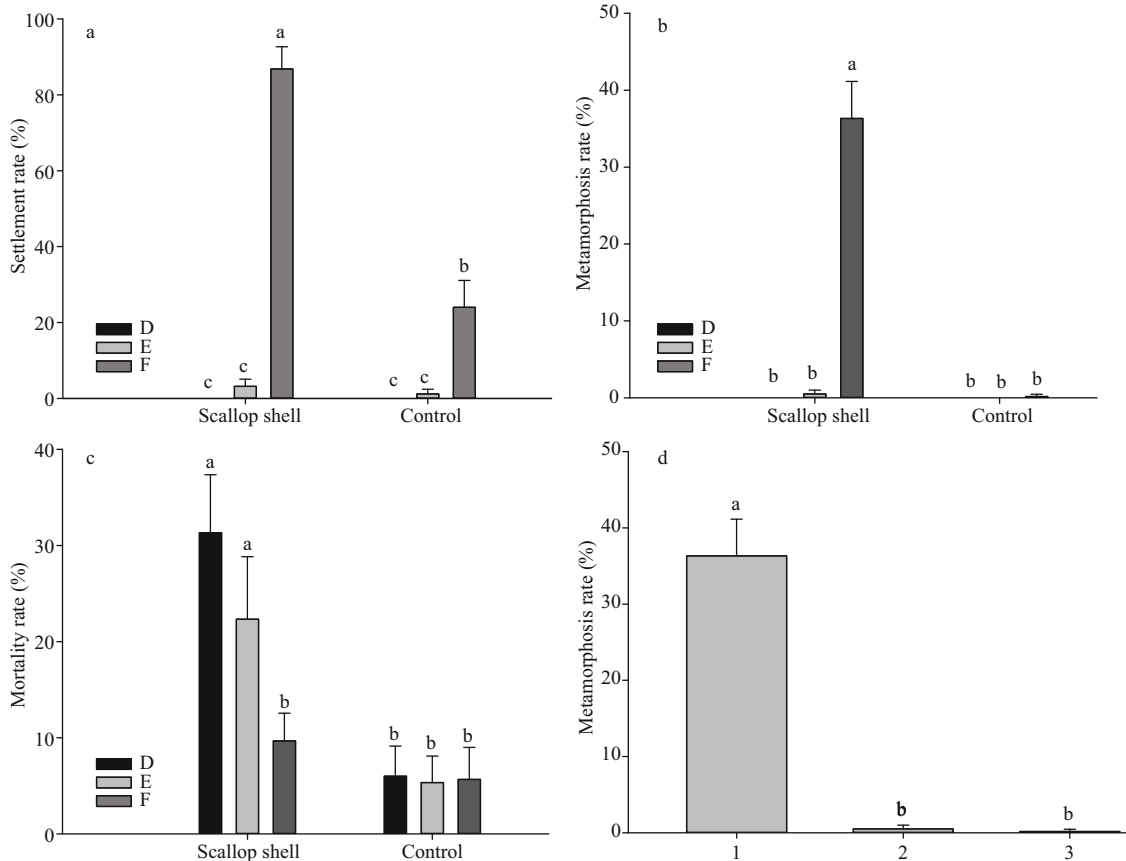 a
Settlement rate (%)
100
80
60
40
20
0
c
c
a
c
c
b
D
E
F
Scallop shell
Control
b
Metamorphosis rate (%)
50
40
30
20
10
0
b
b
a
b
b
b
D
E
F
Scallop shell
Control
c
Mortality rate (%)
40
30
20
10
0
a
a
b
b
b
b
D
E
F
Scallop shell
Control
d
Metamorphosis rate (%)
50
40
30
20
10
0
a
b
b
1
2
3